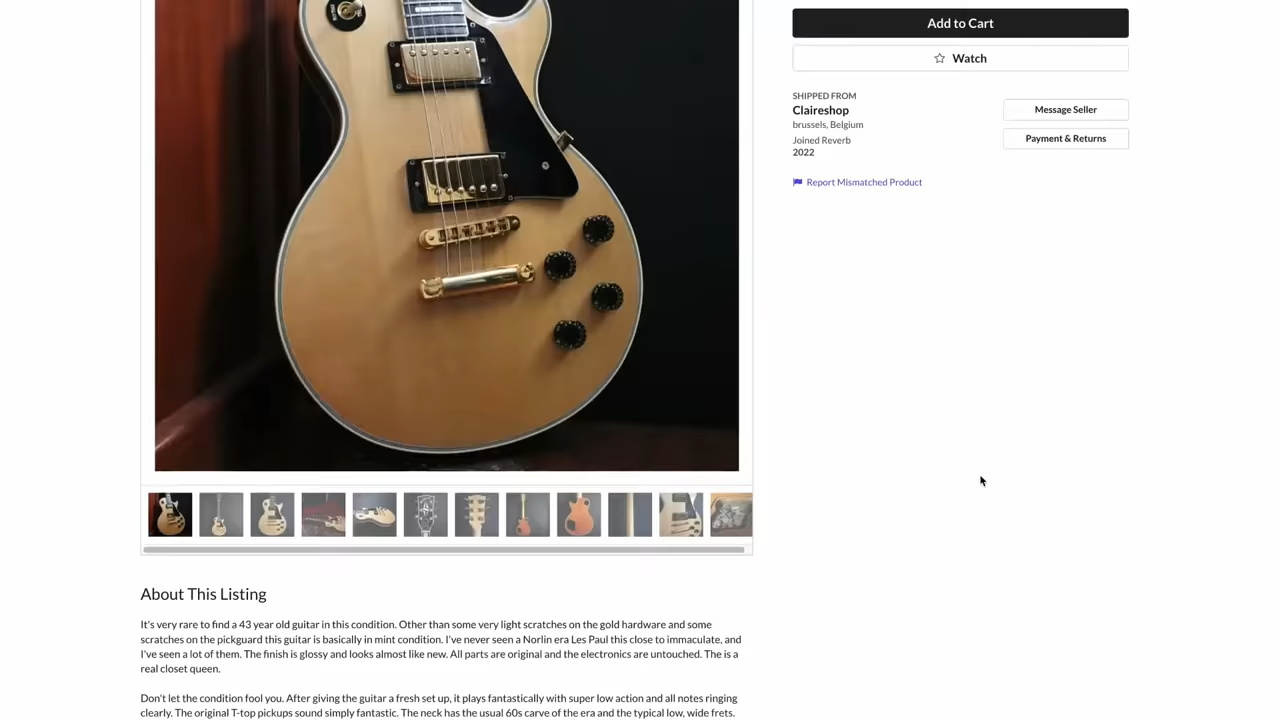 Add to Cart
Watch
SHIPPED FROM
Claireshop
brussels, Belgium
Joined Reverb
2022
Message Seller
Payment & Returns
Report Mismatched Product
About This Listing
It's very rare to find a 43 year old guitar in this condition. Other than some very light scratches on the gold hardware and some
scratches on the pickguard this guitar is basically in mint condition. I've never seen a Norlin era Les Paul this close to immaculate, and
I've seen a lot of them. The finish is glossy and looks almost like new. All parts are original and the electronics are untouched. The is a
real closet queen.
Don't let the condition fool you. After giving the guitar a fresh set up, it plays fantastically with super low action and all notes ringing
clearly. The original T-top pickups sound simply fantastic. The neck has the usual 60s carve of the era and the typical low, wide frets.